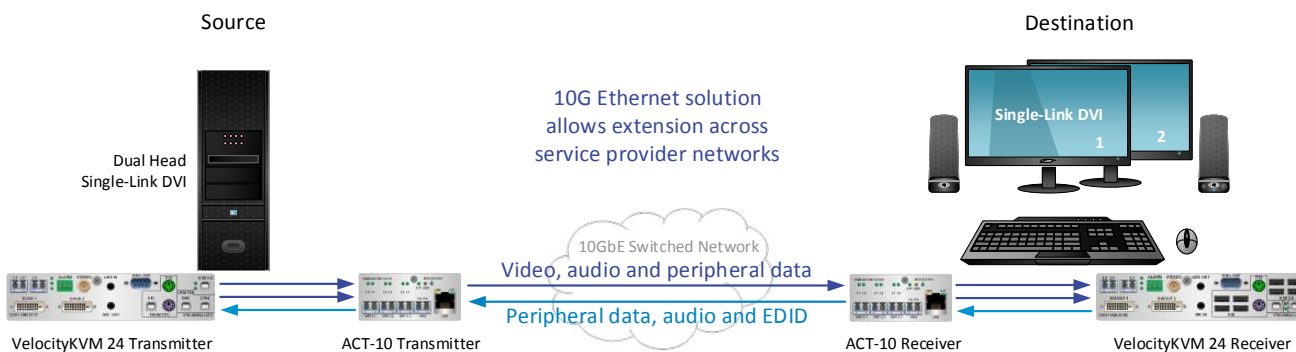 Source
Destination
10G Ethernet solution
allows extension across
service provider networks
Dual Head
Single-Link DVI
Single-Link DVI
1
2
10GbE Switched Network
Video, audio and peripheral data
Peripheral data, audio and EDID
VelocityKVM 24 Transmitter
ACT-10 Transmitter
ACT-10 Receiver
VelocityKVM 24 Receiver